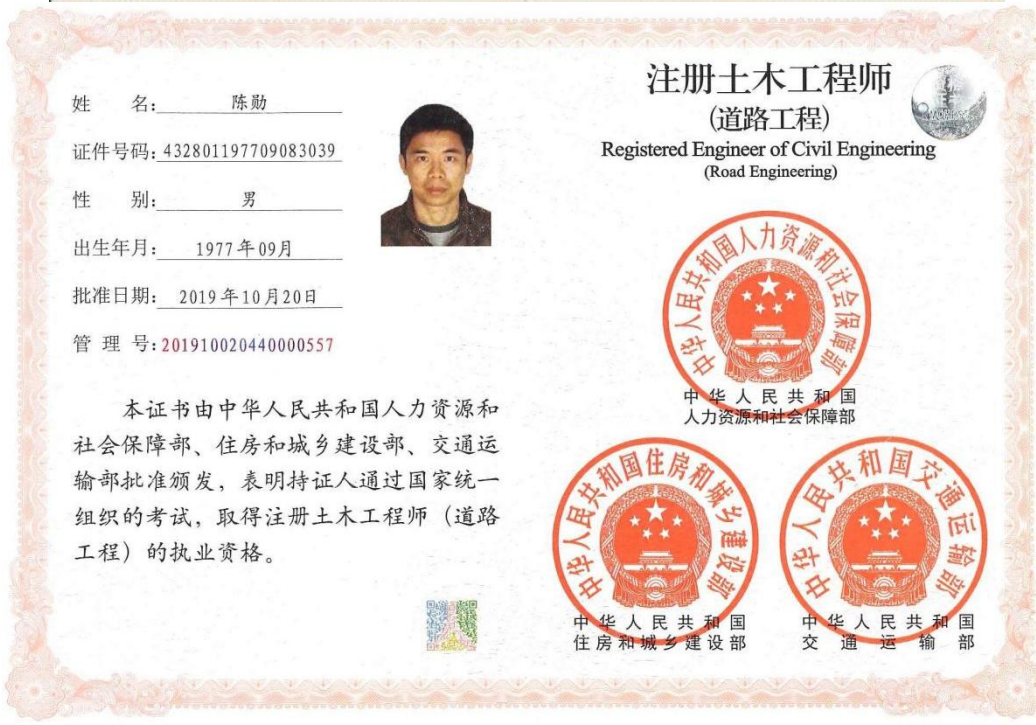 姓 名: 陈勋
证件号码: 432801197709083039
性 别: 男
出生年月: 1977年09月
批准日期: 2019年10月20日
管 理 号: 201910020440000557
本证书由中华人民共和国人力资源和
社会保障部、住房和城乡建设部、交通运
输部批准颁发，表明持证人通过国家统一
组织的考试，取得注册土木工程师（道路
工程）的执业资格。
注册土木工程师
(道路工程)
Registered Engineer of Civil Engineering
(Road Engineering)
中华人民共和国人力资源和社会保障部
中华人民共和国
人力资源和社会保障部
中华人民共和国住房和城乡建设部
中华人民共和国
住房和城乡建设部
中华人民共和国交通运输部
中华人民共和国
交通运输部